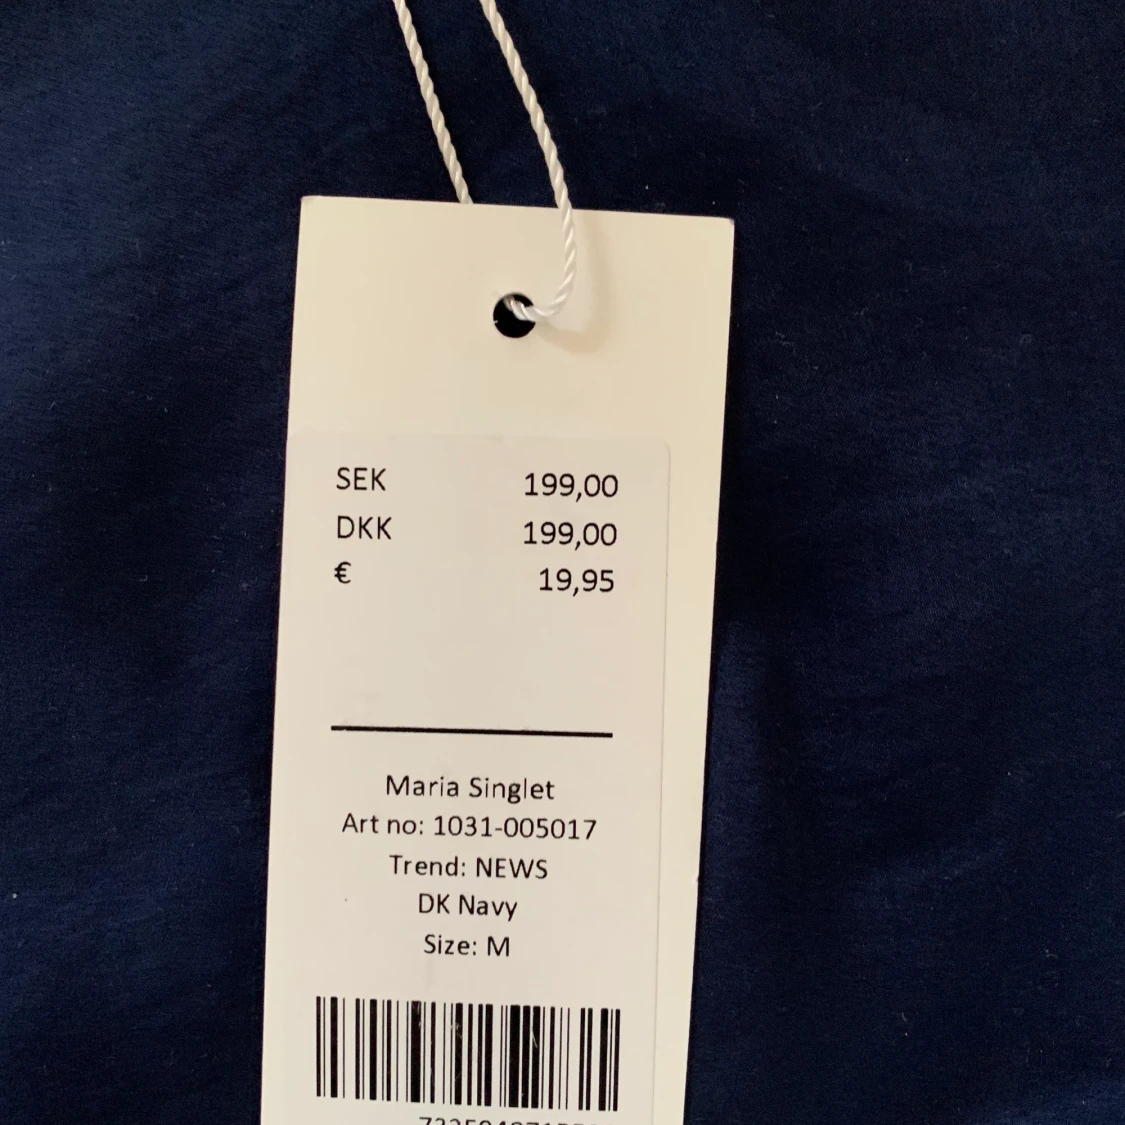 SEK 199,00
DKK 199,00
€ 19,95
Maria Singlet
Art no: 1031-005017
Trend: NEWS
DK Navy
Size: M